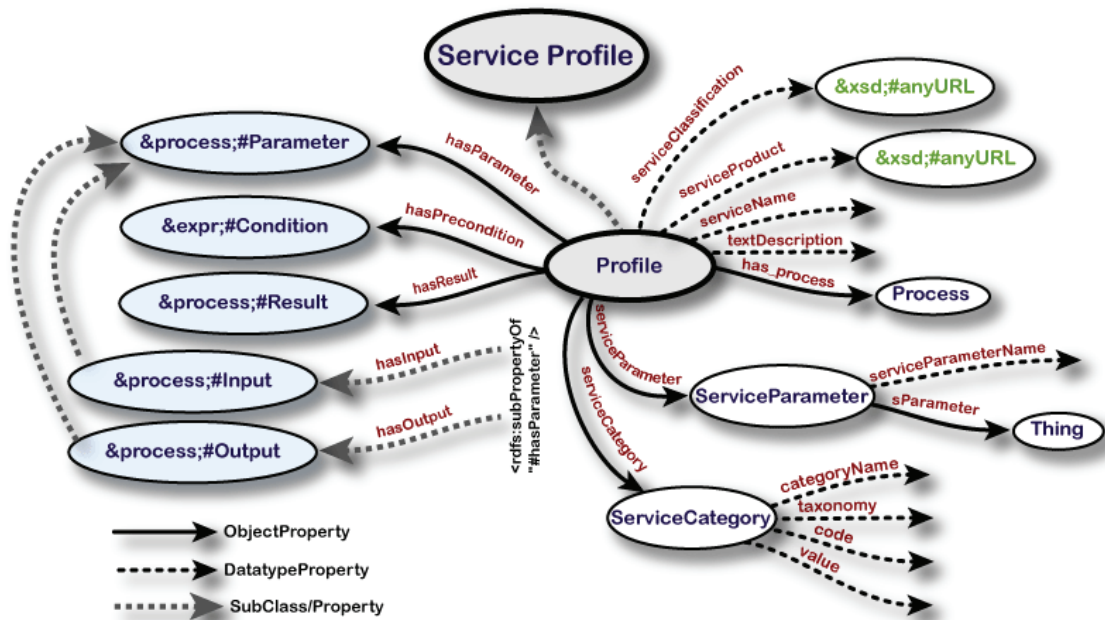 Service Profile
&xsd;#anyURL
serviceClassification
&process;#Parameter
hasParameter
serviceProduct
&xsd;#anyURL
serviceName
&expr;#Condition
hasPrecondition
textDescription
Profile
has_process
&process;#Result
hasResult
Process
<rdfs:subPropertyOf
"#hasParameter" />
serviceParameter
hasInput
&process;#Input
serviceParameterName
ServiceParameter
sParameter
Thing
serviceCategory
hasOutput
&process;#Output
categoryName
ServiceCategory
taxonomy
code
value
ObjectProperty
DatatypeProperty
SubClass/Property